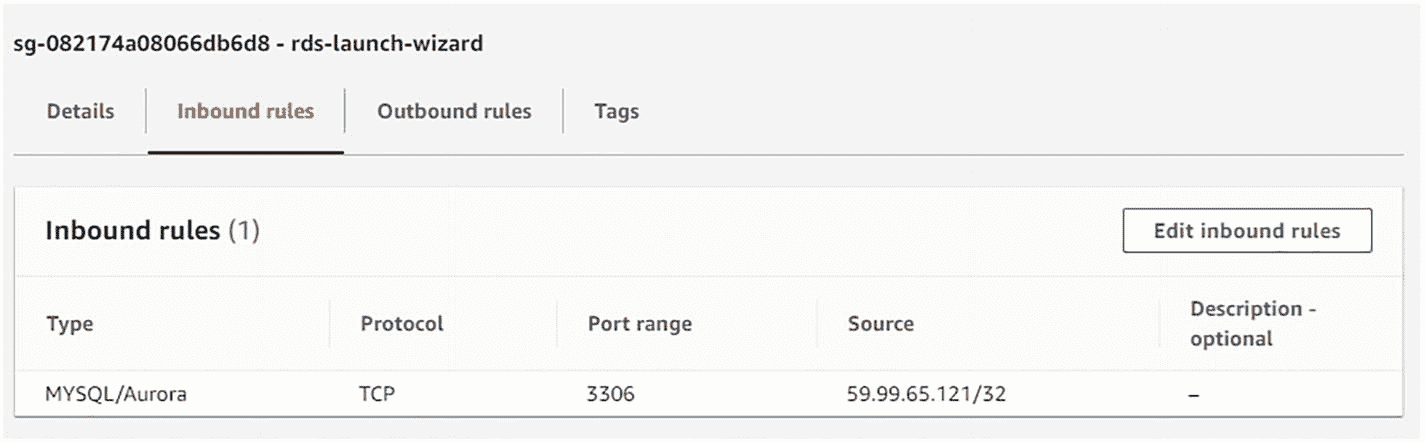 sg-082174a08066db6d8 - rds-launch-wizard
Details Inbound rules Outbound rules Tags
Inbound rules (1) Edit inbound rules
Type Protocol Port range Source Description - optional
MYSQL/Aurora TCP 3306 59.99.65.121/32 –